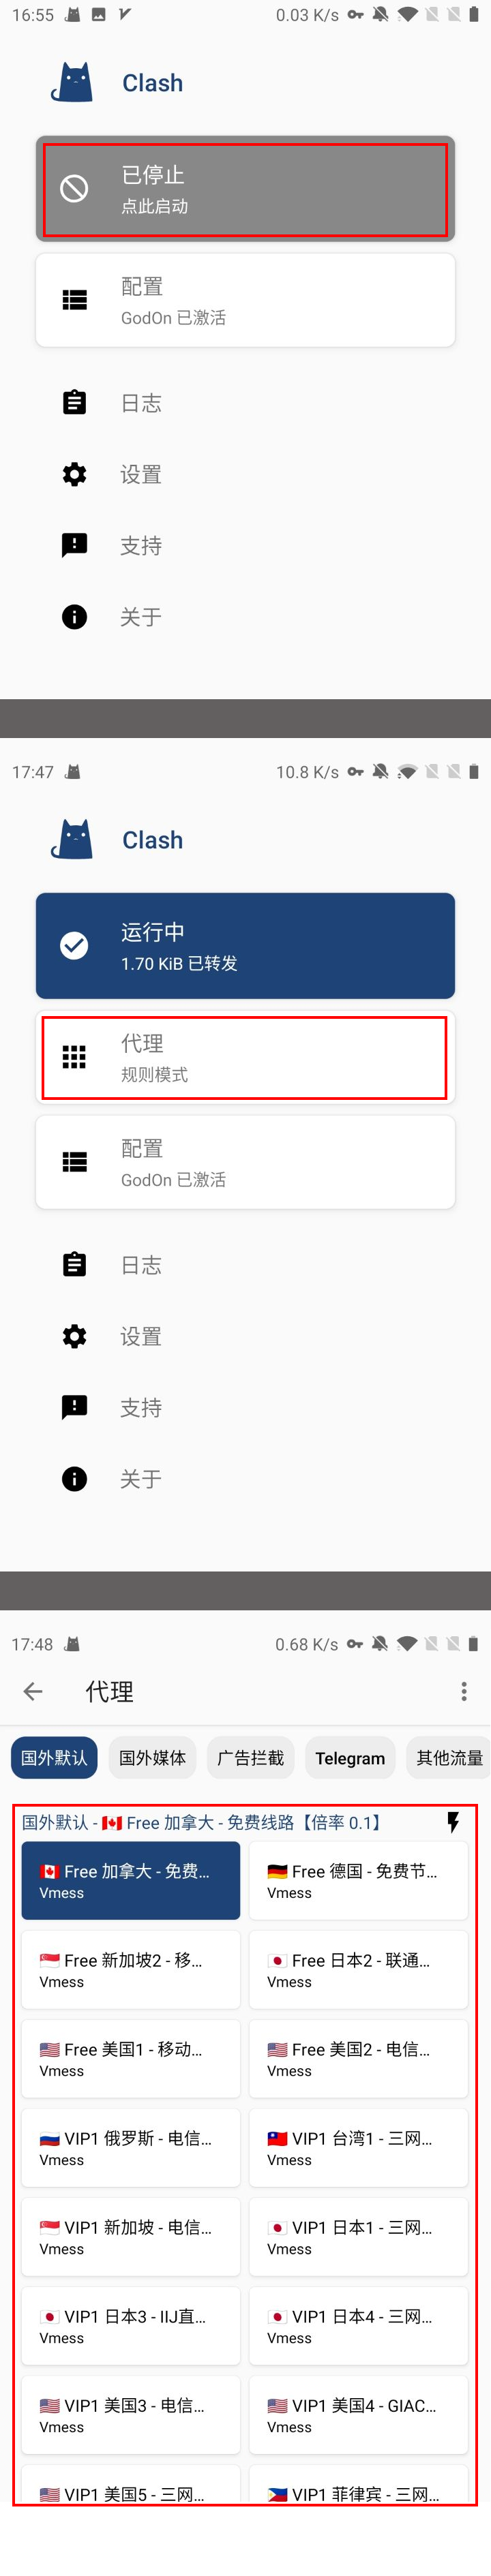 16:55
0.03 K/s
Clash
已停止
点此启动
配置
GodOn 已激活
日志
设置
支持
关于
17:47
10.8 K/s
Clash
运行中
1.70 KiB 已转发
代理
规则模式
配置
GodOn 已激活
日志
设置
支持
关于
17:48
0.68 K/s
代理
国外默认 国外媒体 广告拦截 Telegram 其他流量
国外默认 - 🇨🇦 Free 加拿大 - 免费线路【倍率 0.1】
🇨🇦 Free 加拿大 - 免费...
Vmess
🇩🇪 Free 德国 - 免费节...
Vmess
🇸🇬 Free 新加坡2 - 移...
Vmess
🇯🇵 Free 日本2 - 联通...
Vmess
🇺🇸 Free 美国1 - 移动...
Vmess
🇺🇸 Free 美国2 - 电信...
Vmess
🇷🇺 VIP1 俄罗斯 - 电信...
Vmess
🇹🇼 VIP1 台湾1 - 三网...
Vmess
🇸🇬 VIP1 新加坡 - 电信...
Vmess
🇯🇵 VIP1 日本1 - 三网...
Vmess
🇯🇵 VIP1 日本3 - IIJ直...
Vmess
🇯🇵 VIP1 日本4 - 三网...
Vmess
🇺🇸 VIP1 美国3 - 电信...
Vmess
🇺🇸 VIP1 美国4 - GIAC...
Vmess
🇺🇸 VIP1 美国5 - 三网...
🇵🇭 VIP1 菲律宾 - 三网...